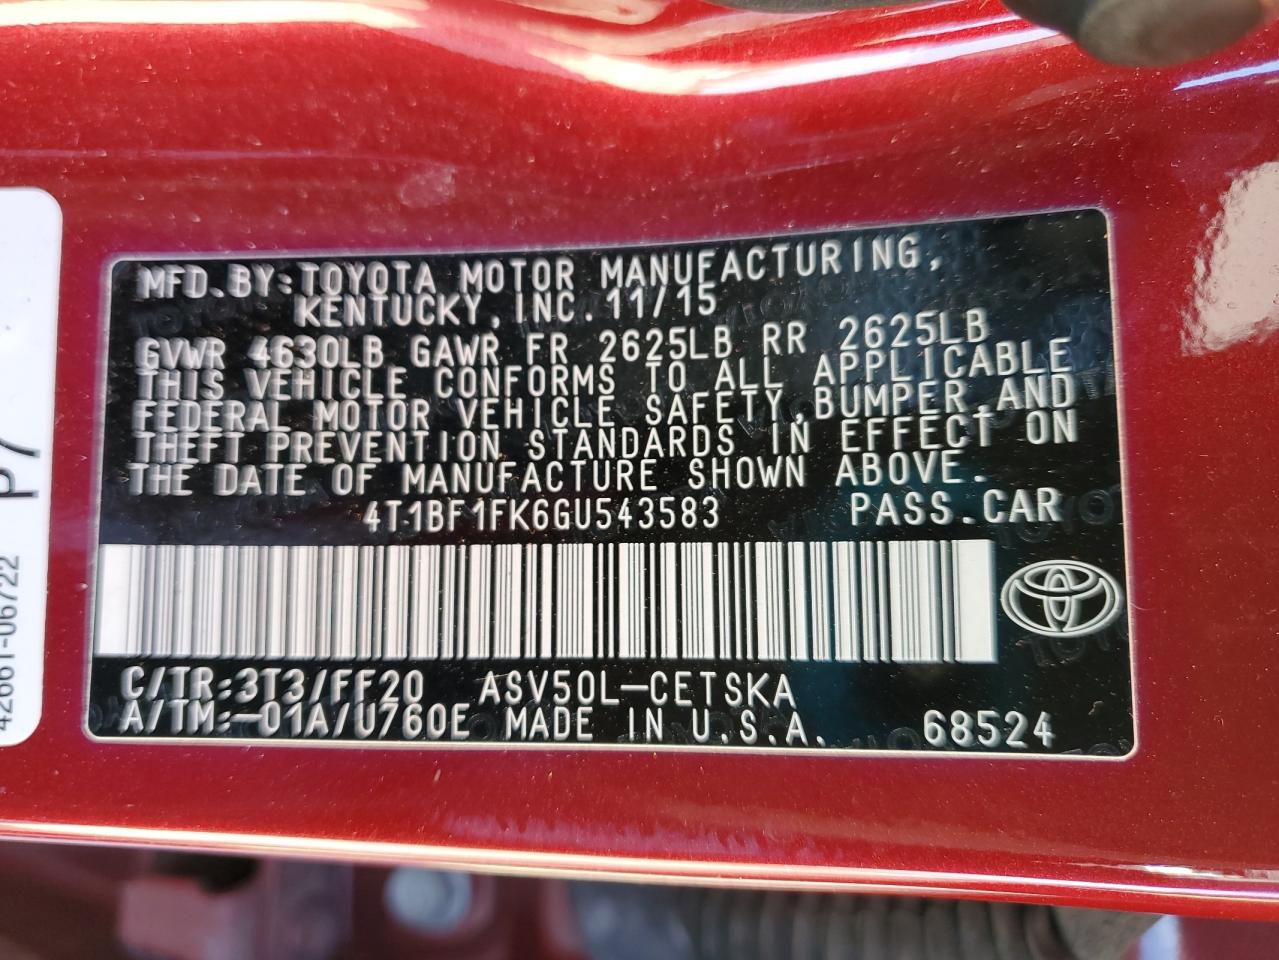 MFD.BY:TOYOTA MOTOR MANUFACTURING,
KENTUCKY, INC. 11/15
GVWR 4630LB GAWR FR 2625LB RR 2625LB
THIS VEHICLE CONFORMS TO ALL APPLICABLE
FEDERAL MOTOR VEHICLE SAFETY,BUMPER,AND
THEFT PREVENTION STANDARDS IN EFFECT ON
THE DATE OF MANUFACTURE SHOWN ABOVE.
4T1BF1FK6GU543583 PASS.CAR
C/TR:3T3/FF20 ASV50L-CETSKA
A/TM:-01A/U760E MADE IN U.S.A. 68524
42661-06722 P7